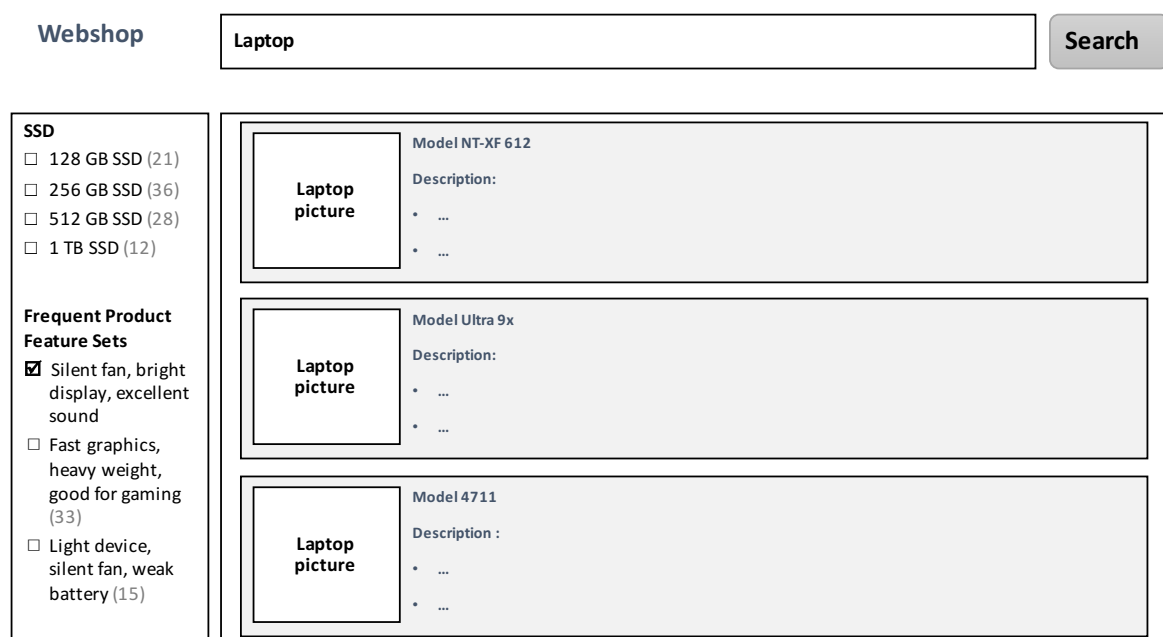 Webshop
Laptop
Search
SSD
☐ 128 GB SSD (21)
☐ 256 GB SSD (36)
☐ 512 GB SSD (28)
☐ 1 TB SSD (12)
Frequent Product
Feature Sets
☑ Silent fan, bright
display, excellent
sound
☐ Fast graphics,
heavy weight,
good for gaming
(33)
☐ Light device,
silent fan, weak
battery (15)
Laptop
picture
Model NT-XF 612
Description:
• ...
• ...
Laptop
picture
Model Ultra 9x
Description:
• ...
• ...
Laptop
picture
Model 4711
Description :
• ...
• ...